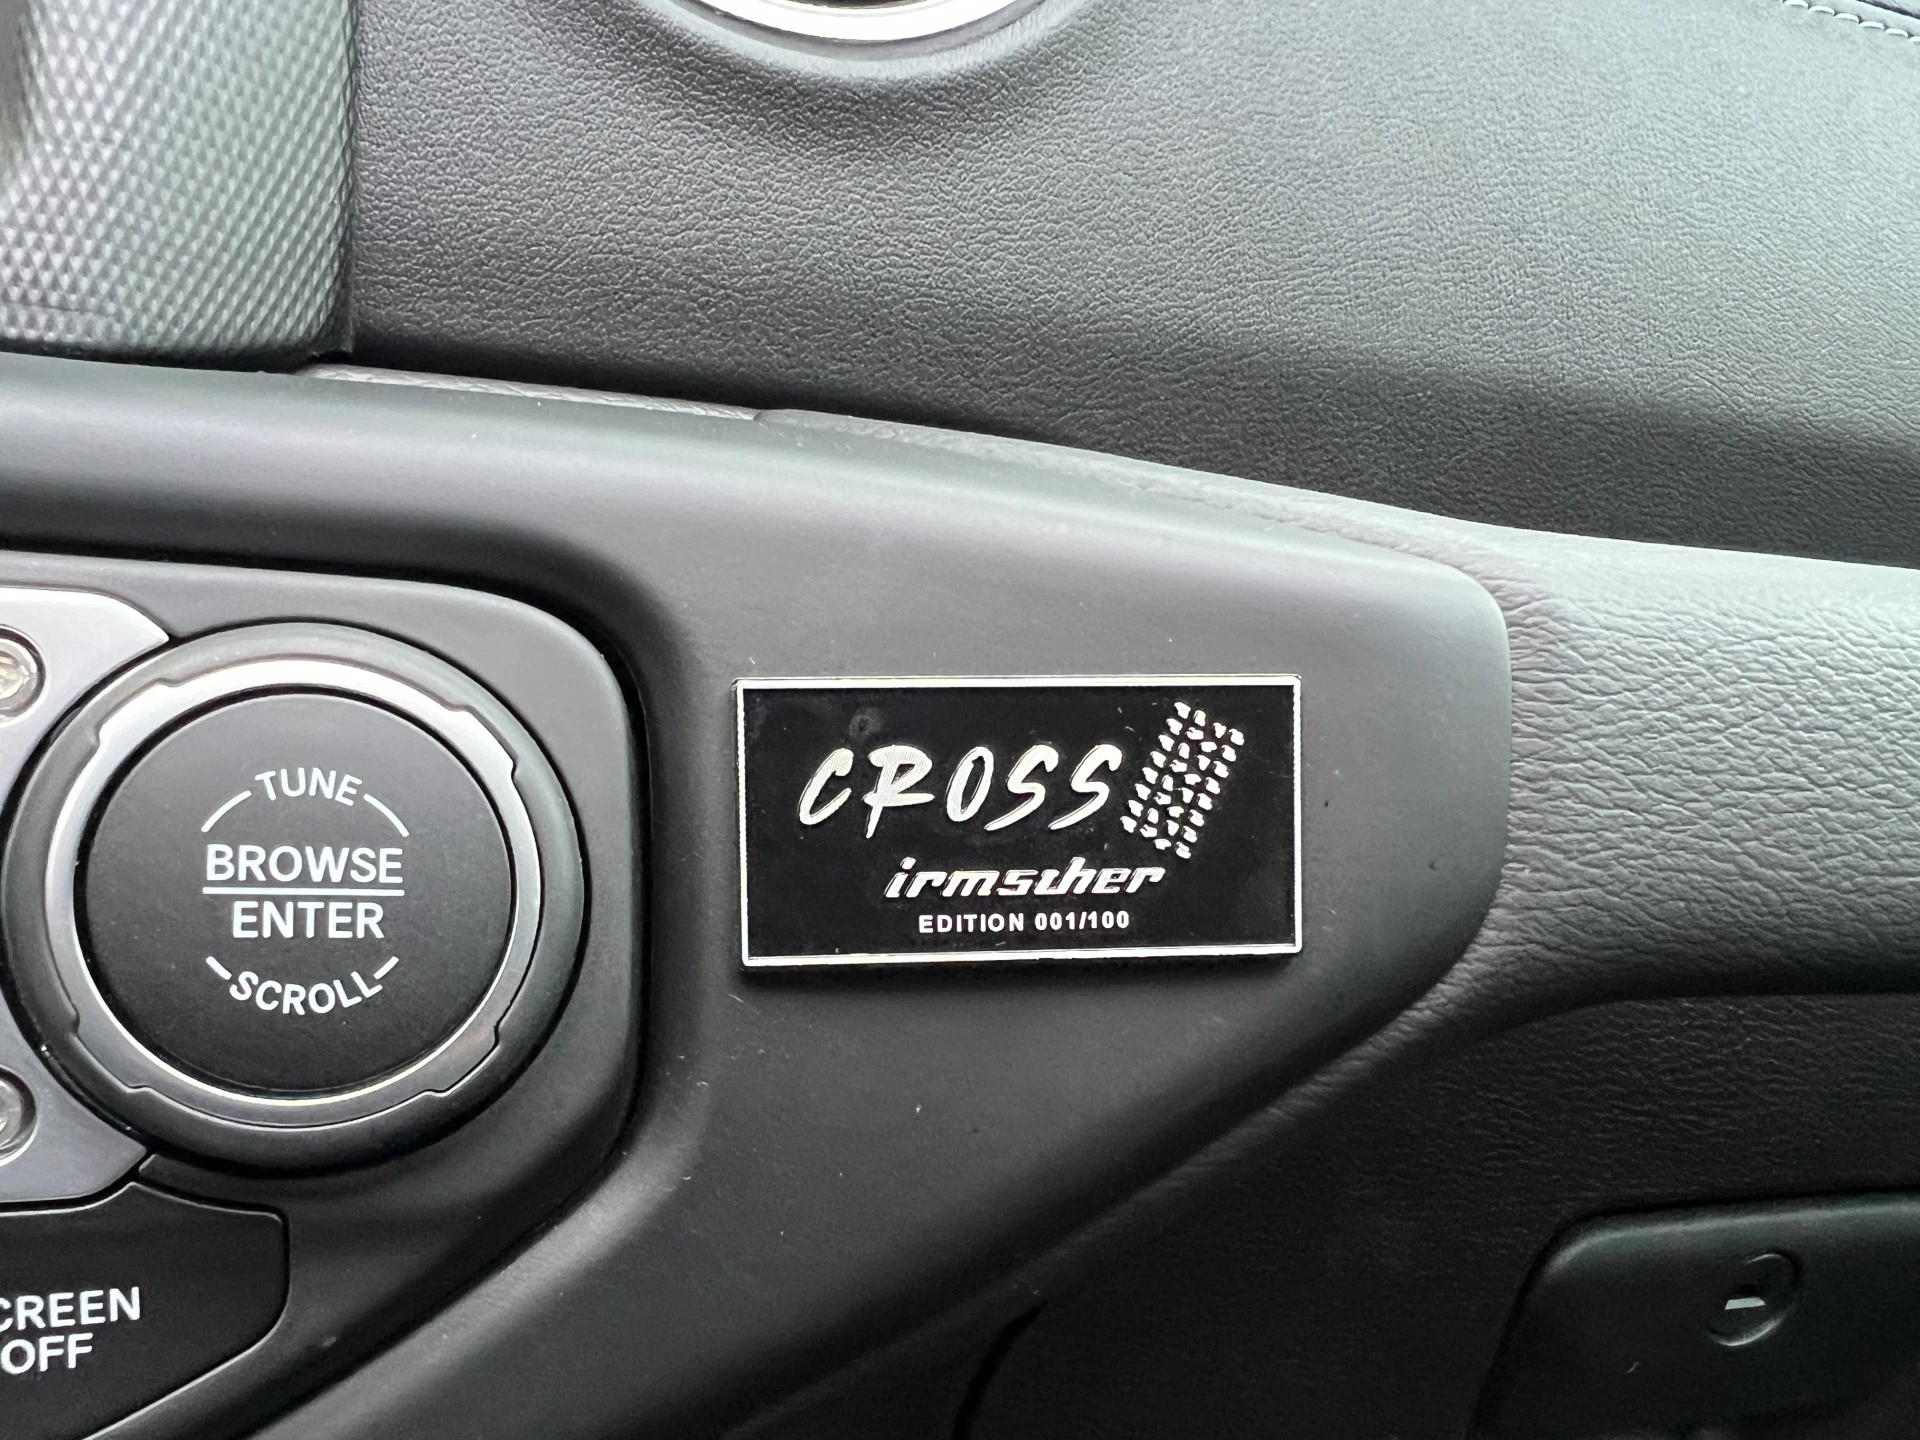 TUNE
BROWSE
ENTER
SCROLL
CREEN
OFF
CROSS
irmscher
EDITION 001/100